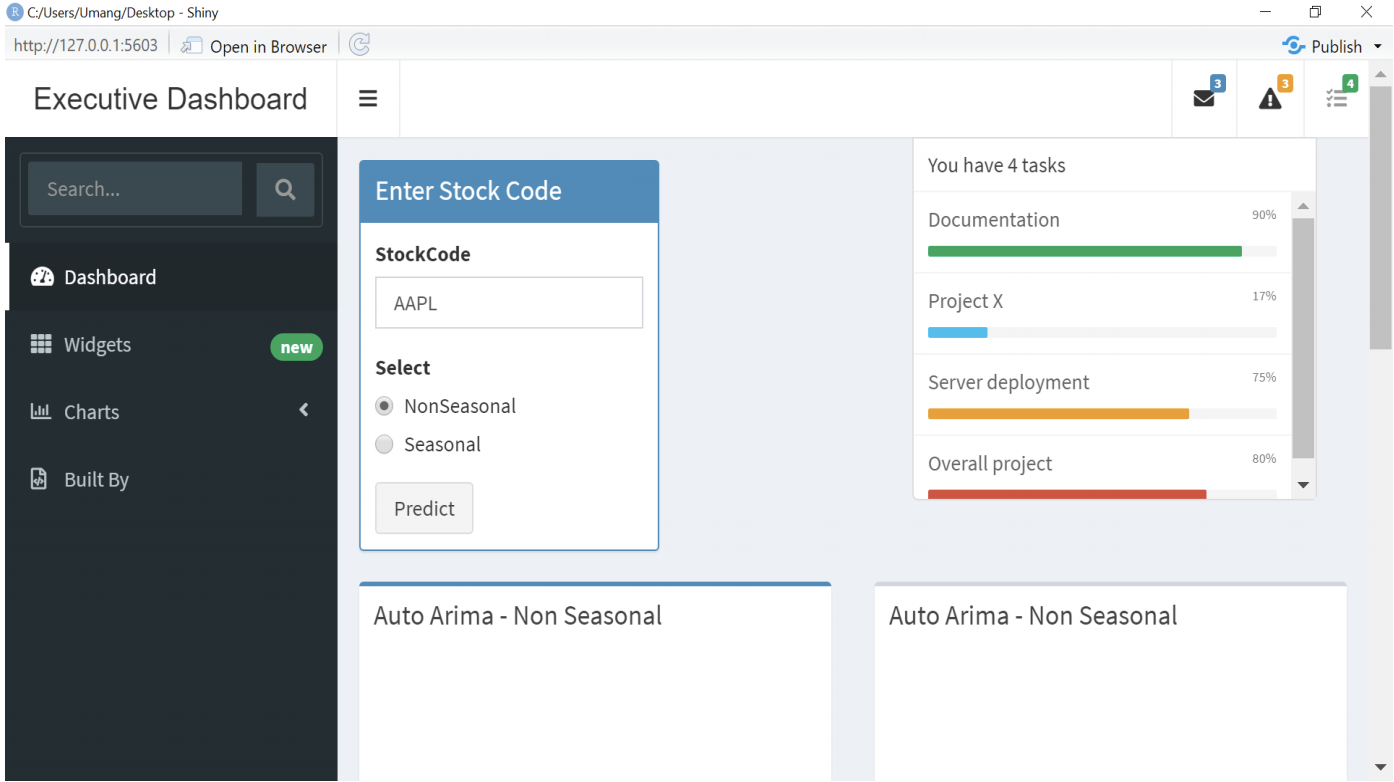 R C:/Users/Umang/Desktop - Shiny
http://127.0.0.1:5603 Open in Browser Publish
Executive Dashboard 3 3 4
Search...
Dashboard
Widgets new
Charts
Built By
Enter Stock Code
StockCode
AAPL
Select
NonSeasonal
Seasonal
Predict
You have 4 tasks
Documentation 90%
Project X 17%
Server deployment 75%
Overall project 80%
Auto Arima - Non Seasonal
Auto Arima - Non Seasonal